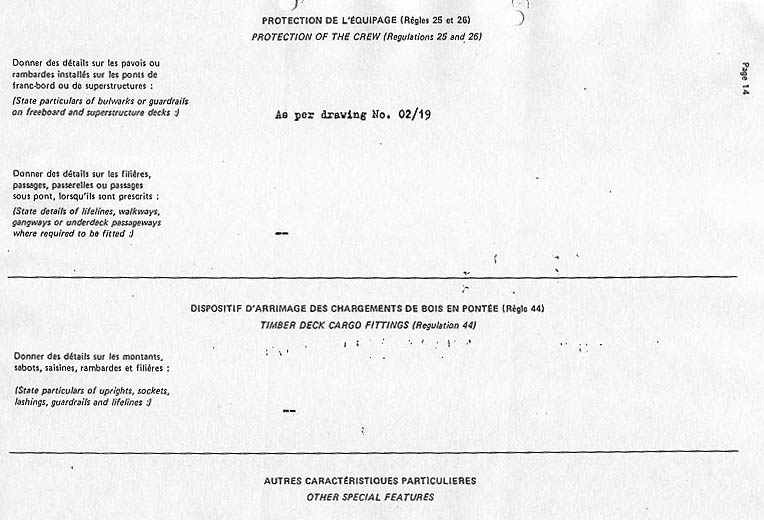 PROTECTION DE L'ÉQUIPAGE (Régles 25 et 26)
PROTECTION OF THE CREW (Regulations 25 and 26)
Page 14
Donner des détails sur les pavois ou
rambardes installés sur les ponts de
franc-bord ou de superstructures :
(State particulars of bulwarks or guardrails
on freeboard and superstructure decks :)
As per drawing No. 02/19
Donner des détails sur les filières,
passages, passerelles ou passages
sous pont, lorsqu'ils sont prescrits :
(State details of lifelines, walkways,
gangways or underdeck passageways
where required to be fitted :)
--
DISPOSITIF D'ARRIMAGE DES CHARGEMENTS DE BOIS EN PONTÉE (Règle 44)
TIMBER DECK CARGO FITTINGS (Regulation 44)
Donner des détails sur les montants,
sabots, saisines, rambardes et filières :
(State particulars of uprights, sockets,
lashings, guardrails and lifelines :)
--
AUTRES CARACTÉRISTIQUES PARTICULIERES
OTHER SPECIAL FEATURES